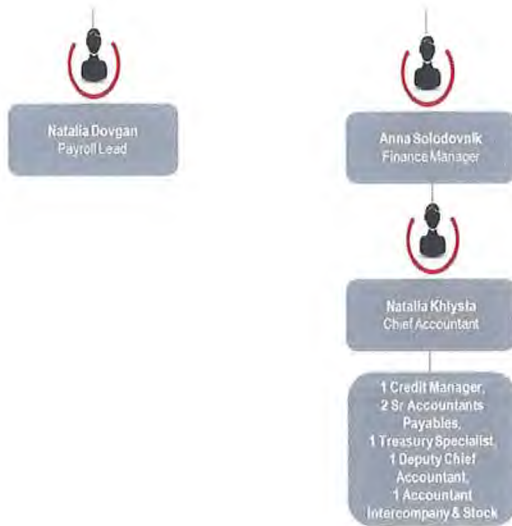 Natalia Dovgan
Payroll Lead
Anna Solodovnik
Finance Manager
Natalia Khlysta
Chief Accountant
1 Credit Manager,
2 Sr Accountants
Payables,
1 Treasury Specialist,
1 Deputy Chief
Accountant,
1 Accountant
Intercompany & Stock